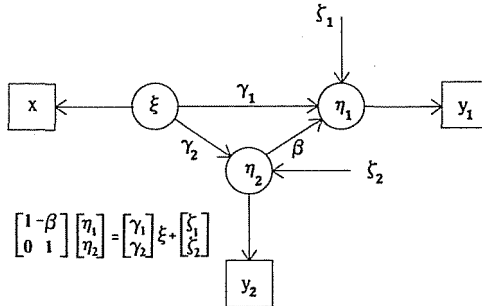 ζ₁
x
ξ
γ₁
η₁
y₁
γ₂
β
η₂
ζ₂
[1 -β] [η₁] = [γ₁] ξ + [ζ₁]
[0 1] [η₂] [γ₂] [ζ₂]
y₂